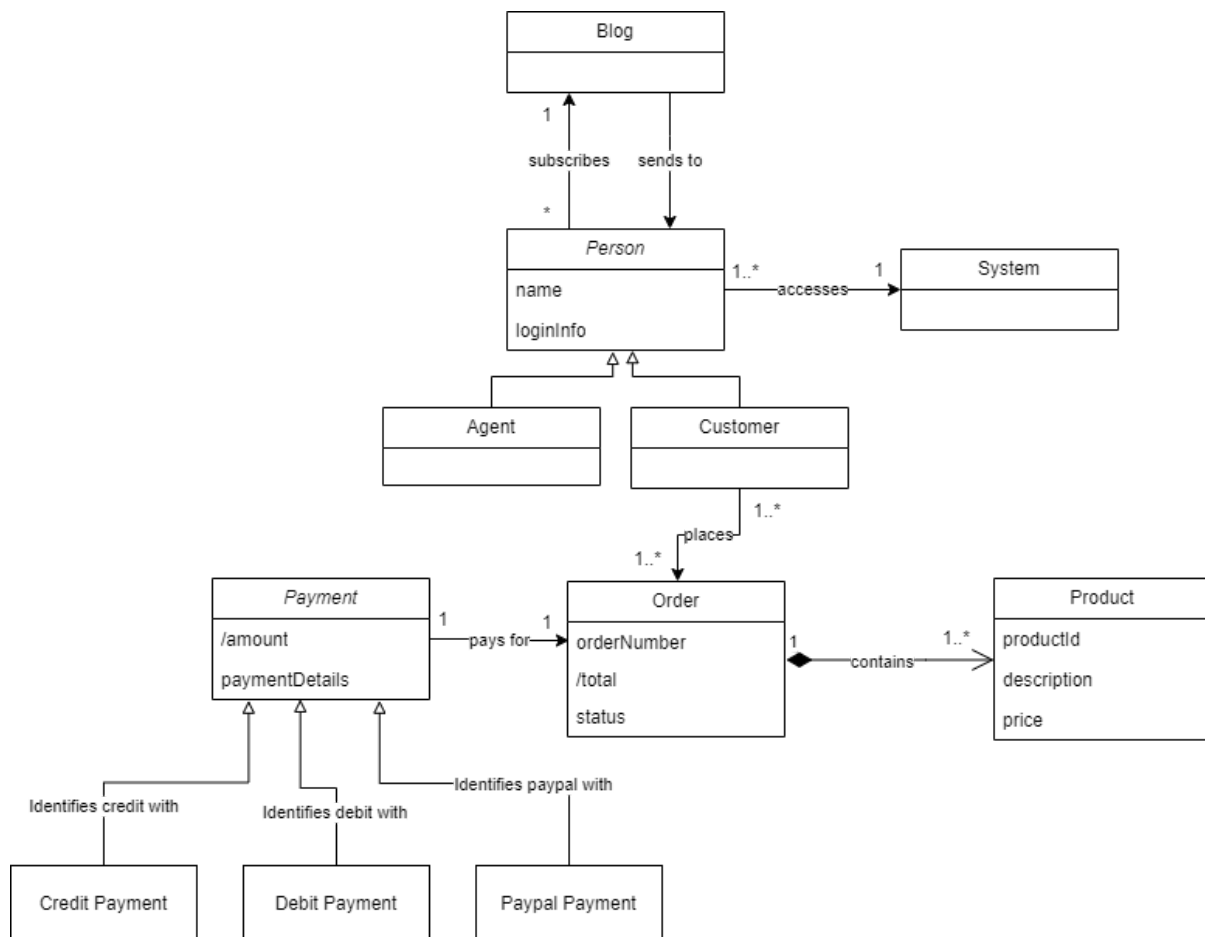 Blog
1
subscribes
sends to
*
Person
name
loginInfo
1..*
accesses
1
System
Agent
Customer
1..*
places
1..*
Payment
/amount
paymentDetails
1
pays for
1
Order
orderNumber
/total
status
1
contains
1..*
Product
productId
description
price
Identifies credit with
Identifies debit with
Identifies paypal with
Credit Payment
Debit Payment
Paypal Payment